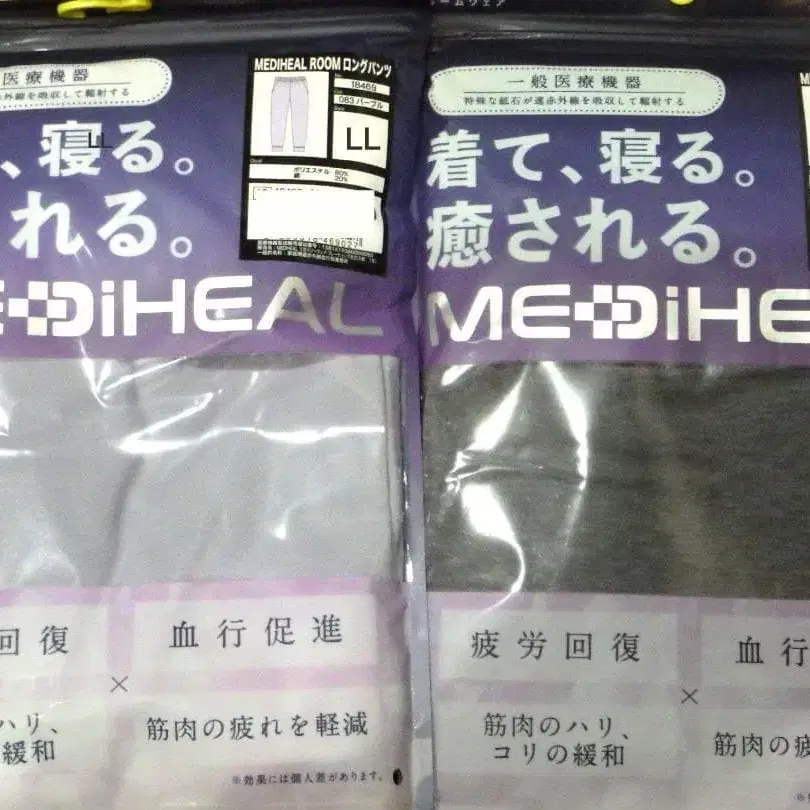 ームウェア
医療機器
外線を吸収して輻射する
、寝る。
LL
れる。
MEDIHEAL ROOM ロングパンツ
18469
083 パープル
LL
ポリエステル 80%
綿 20%
MEDiHEAL
回復
血行促進
×
ハリ、
緩和
筋肉の疲れを軽減
※効果には個人差があります。
一般医療機器
特殊な鉱石が遠赤外線を吸収して輻射する
着て、寝る。
癒される。
MEDiHE
疲労回復
血行
×
筋肉のハリ、
コリの緩和
筋肉の疲